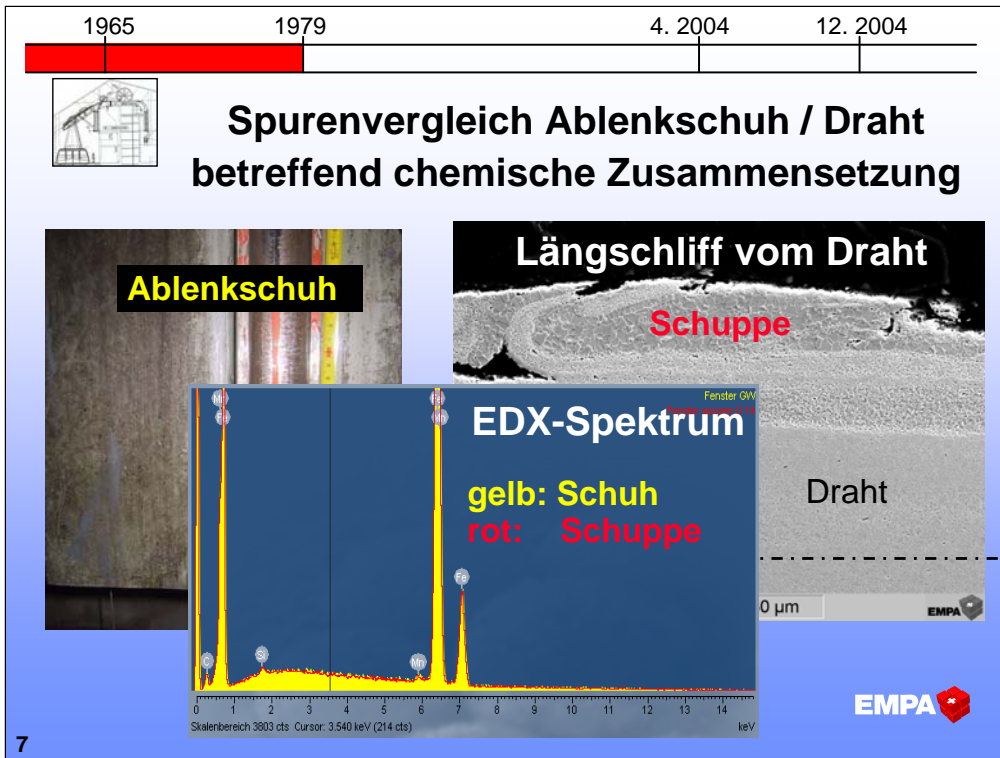 1965 1979 4. 2004 12. 2004
Spurenvergleich Ablenkschuh / Draht
betreffend chemische Zusammensetzung
Ablenkschuh
Längschliff vom Draht
Schuppe
Draht
0 µm
EMPA
Fenster GW
EDX-Spektrum
gelb: Schuh
rot: Schuppe
Mn Fe
Fe Mn
Fe
C Si Mn
0 1 2 3 4 5 6 7 8 9 10 11 12 13 14
Skalenbereich 3803 cts Cursor: 3.540 keV (214 cts) keV
EMPA
7